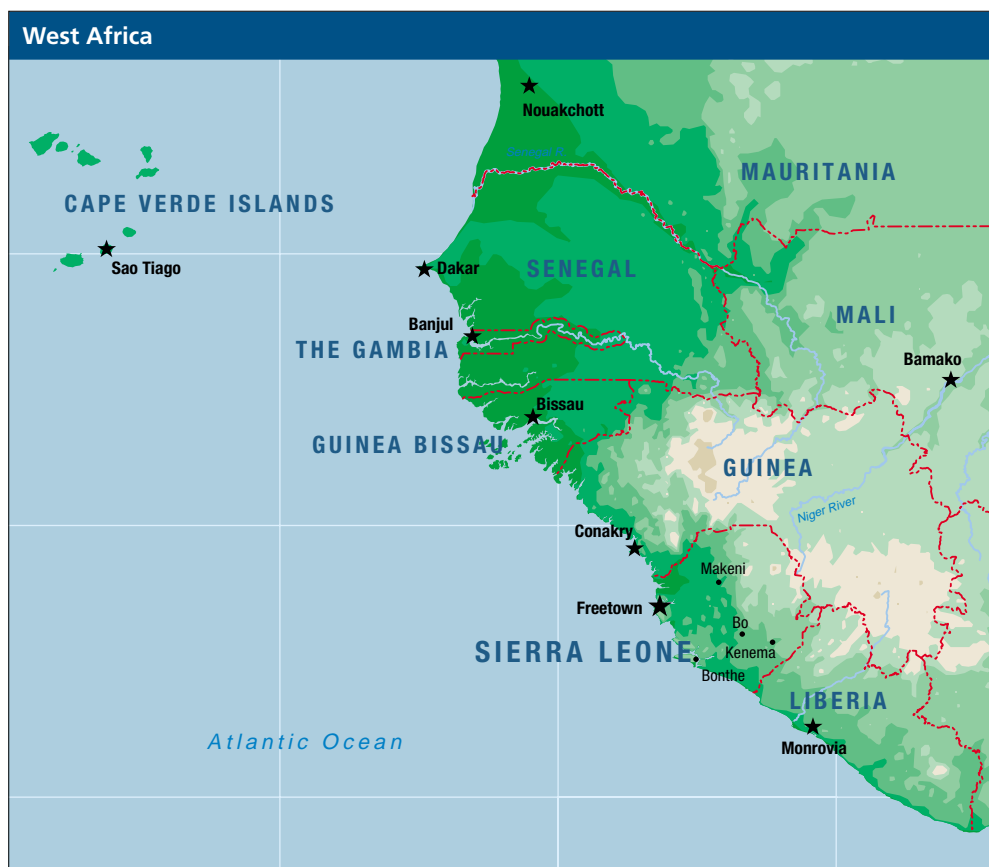 West Africa
Nouakchott
Senegal R.
MAURITANIA
CAPE VERDE ISLANDS
Sao Tiago
Dakar
SENEGAL
MALI
Banjul
THE GAMBIA
Bamako
Bissau
GUINEA BISSAU
GUINEA
Niger River
Conakry
Makeni
Freetown
Bo
Kenema
SIERRA LEONE
Bonthe
LIBERIA
Atlantic Ocean
Monrovia